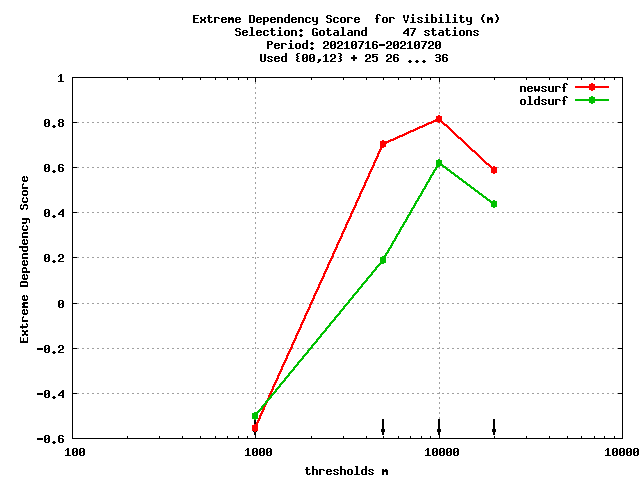 Extreme Dependency Score  for Visibility (m)
Selection: Gotaland     47 stations
Period: 20210716-20210720
Used {00,12} + 25 26 ... 36
newsurf
oldsurf
1
0.8
0.6
0.4
0.2
0
-0.2
-0.4
-0.6
Extreme Dependency Score
100 1000 10000 10000
thresholds m